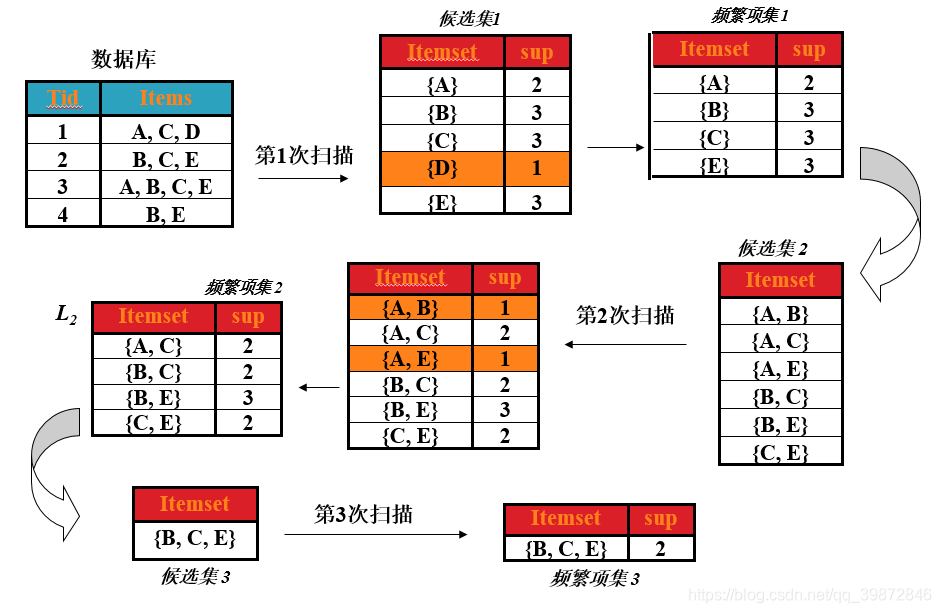 数据库
Tid Items
1 A, C, D
2 B, C, E
3 A, B, C, E
4 B, E
第1次扫描
候选集1
Itemset sup
{A} 2
{B} 3
{C} 3
{D} 1
{E} 3
频繁项集1
Itemset sup
{A} 2
{B} 3
{C} 3
{E} 3
候选集2
Itemset
{A, B}
{A, C}
{A, E}
{B, C}
{B, E}
{C, E}
第2次扫描
Itemset sup
{A, B} 1
{A, C} 2
{A, E} 1
{B, C} 2
{B, E} 3
{C, E} 2
频繁项集2
L2
Itemset sup
{A, C} 2
{B, C} 2
{B, E} 3
{C, E} 2
Itemset
{B, C, E}
候选集3
第3次扫描
Itemset sup
{B, C, E} 2
频繁项集3
https://blog.csdn.net/qq_39872846